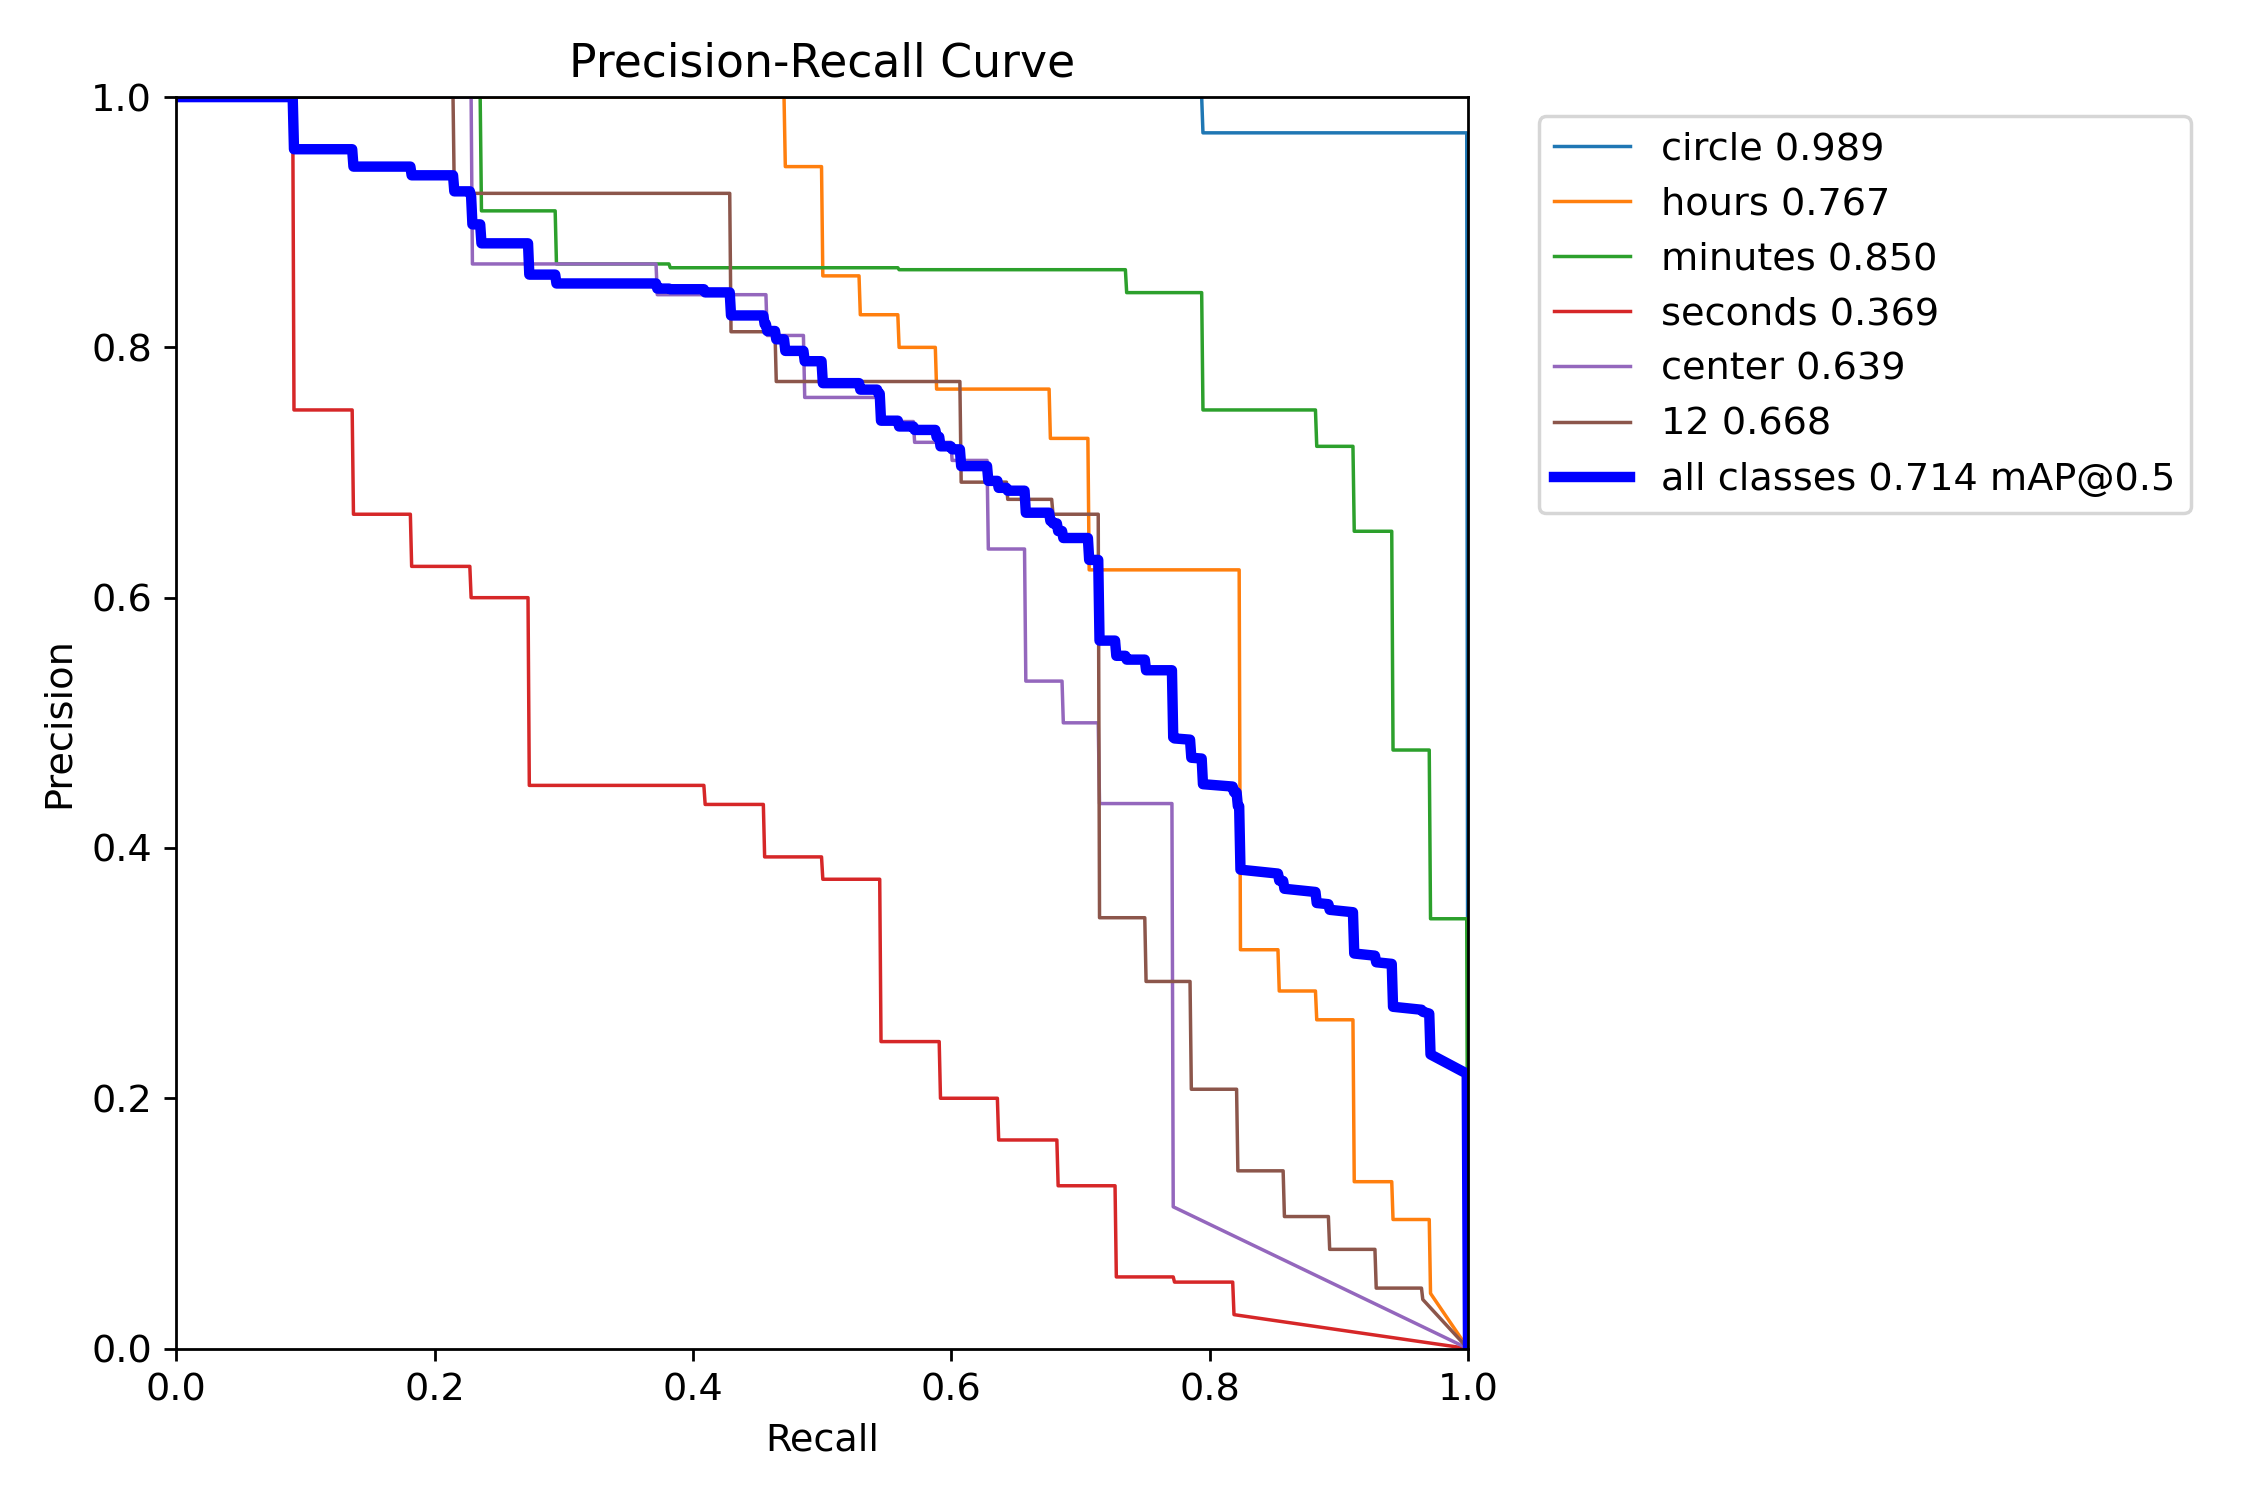 Precision-Recall Curve
1.0
0.8
0.6
0.4
0.2
0.0
Precision
0.0 0.2 0.4 0.6 0.8 1.0
Recall
circle 0.989
hours 0.767
minutes 0.850
seconds 0.369
center 0.639
12 0.668
all classes 0.714 mAP@0.5